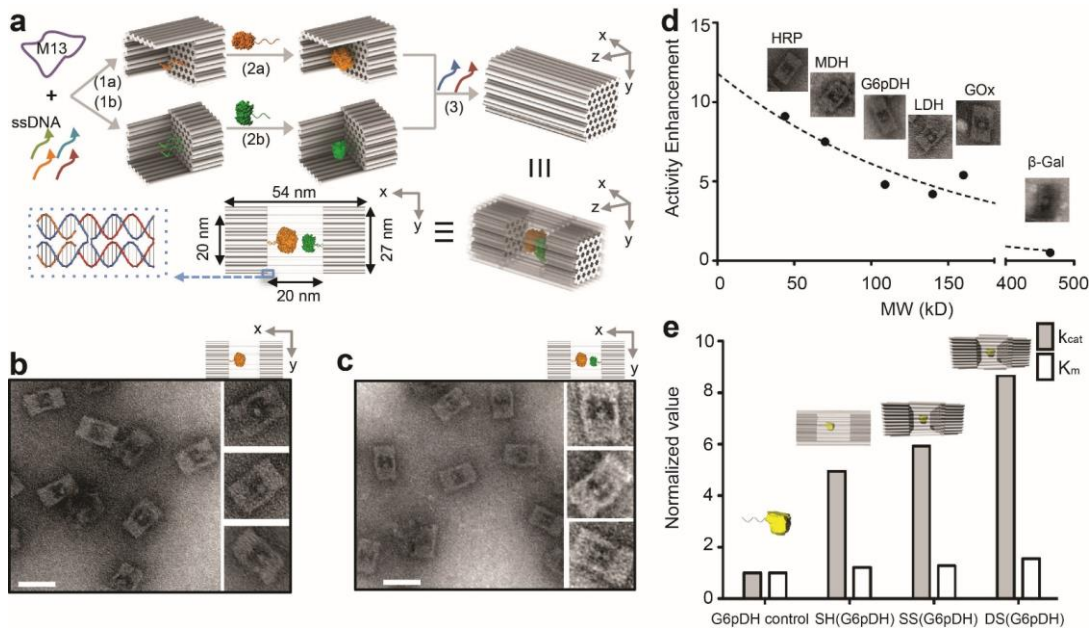 a
M13
+
ssDNA
(1a)
(1b)
(2a)
(2b)
(3)
x
z
y
54 nm
20 nm
20 nm
27 nm
x
y
x
z
y
b
x
y
c
x
y
d
Activity Enhancement
15
10
5
0
HRP
MDH
G6pDH
LDH
GOx
β-Gal
0 50 100 150 400 500
MW (kD)
e
Normalized value
10
8
6
4
2
0
kcat
Km
G6pDH control SH(G6pDH) SS(G6pDH) DS(G6pDH)